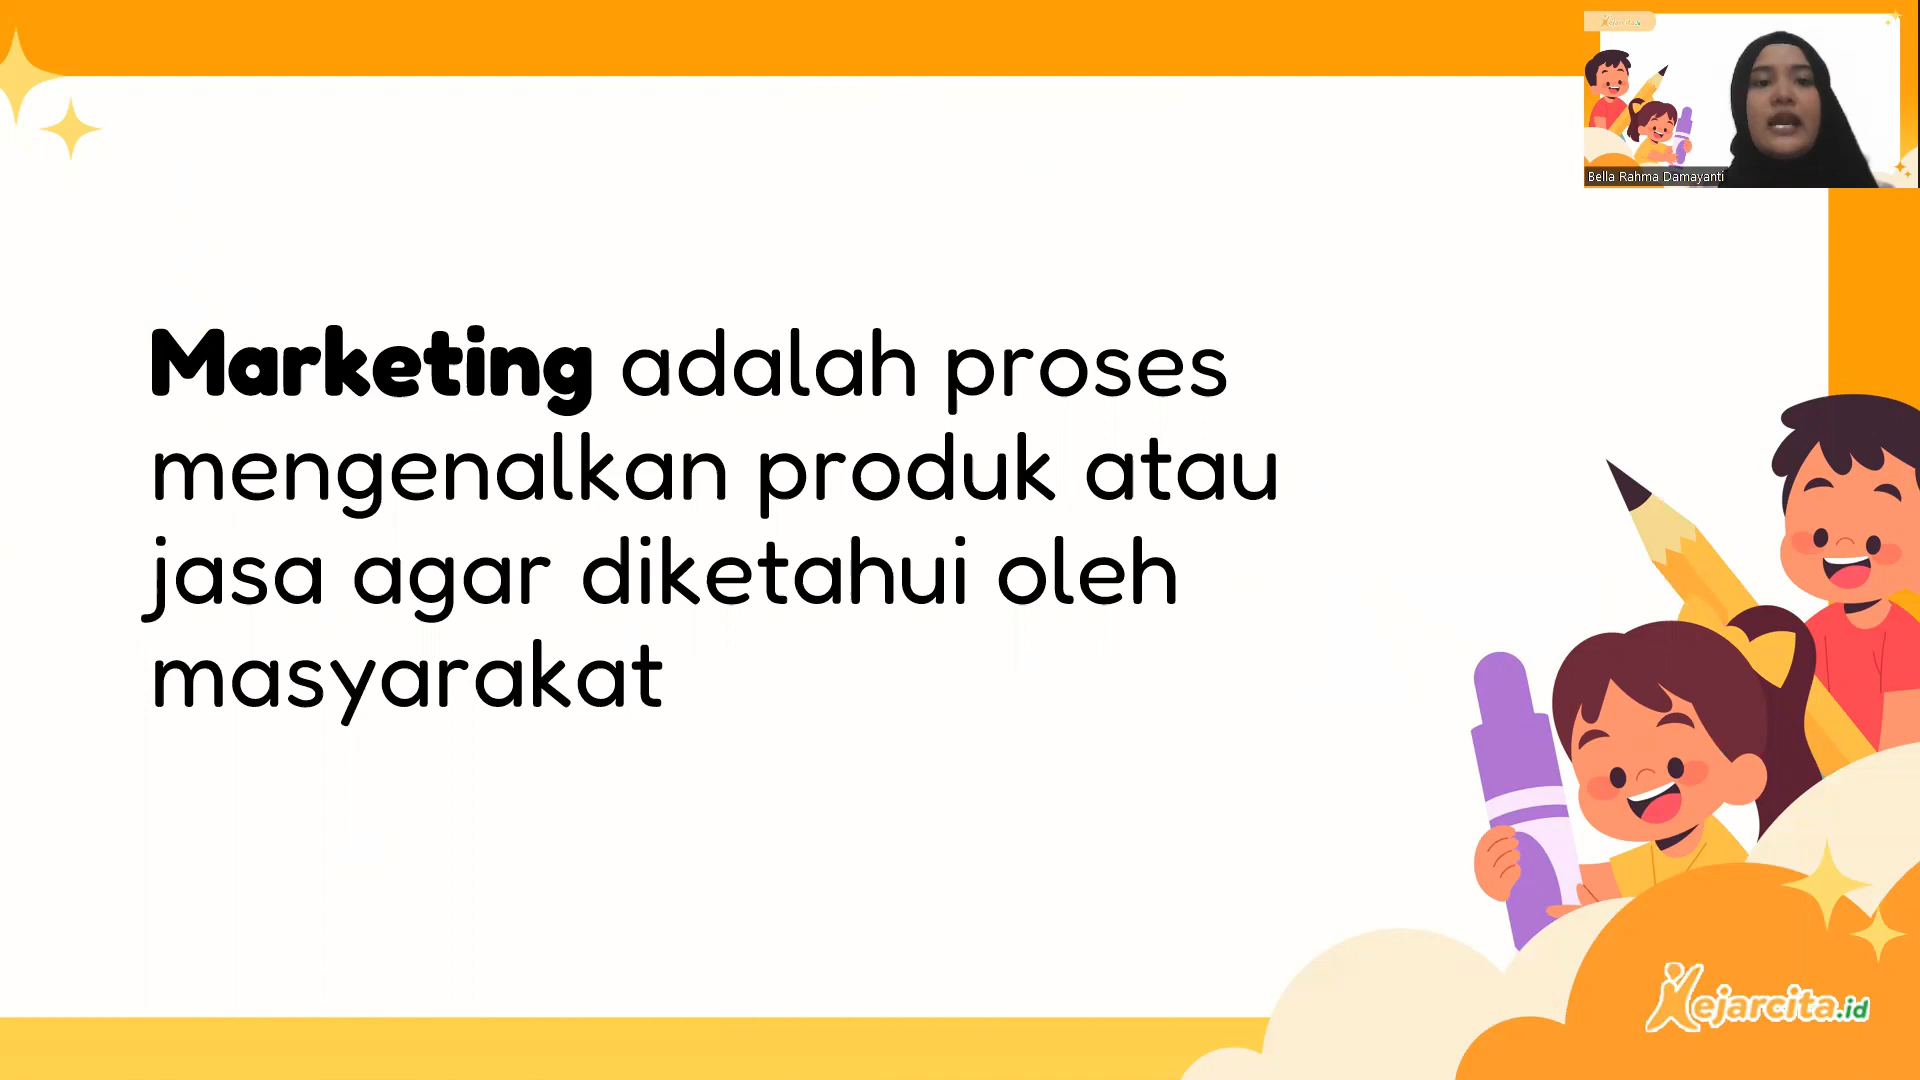 Marketing adalah proses
mengenalkan produk atau
jasa agar diketahui oleh
masyarakat
Bella Rahma Damayanti
Kejarcita.id